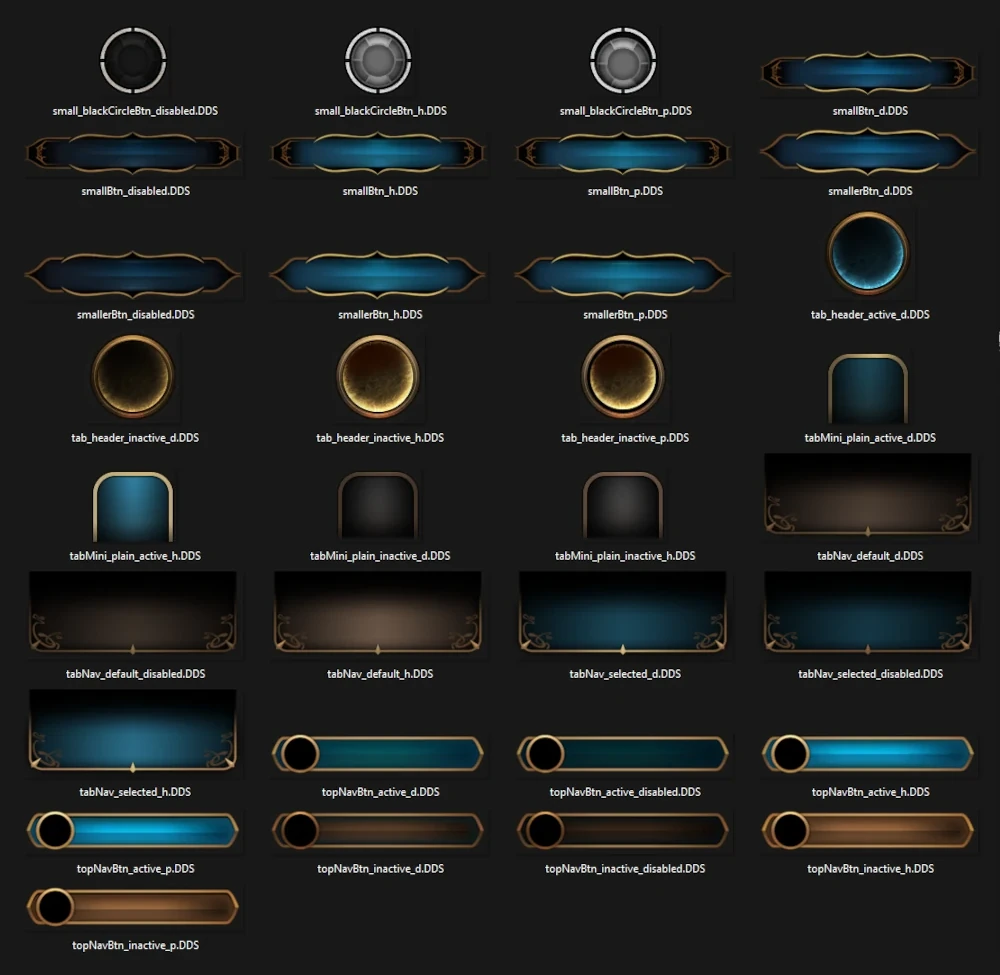 small_blackCircleBtn_disabled.DDS
small_blackCircleBtn_h.DDS
small_blackCircleBtn_p.DDS
smallBtn_d.DDS
smallBtn_disabled.DDS
smallBtn_h.DDS
smallBtn_p.DDS
smallerBtn_d.DDS
smallerBtn_disabled.DDS
smallerBtn_h.DDS
smallerBtn_p.DDS
tab_header_active_d.DDS
tab_header_inactive_d.DDS
tab_header_inactive_h.DDS
tab_header_inactive_p.DDS
tabMini_plain_active_d.DDS
tabMini_plain_active_h.DDS
tabMini_plain_inactive_d.DDS
tabMini_plain_inactive_h.DDS
tabNav_default_d.DDS
tabNav_default_disabled.DDS
tabNav_default_h.DDS
tabNav_selected_d.DDS
tabNav_selected_disabled.DDS
tabNav_selected_h.DDS
topNavBtn_active_d.DDS
topNavBtn_active_disabled.DDS
topNavBtn_active_h.DDS
topNavBtn_active_p.DDS
topNavBtn_inactive_d.DDS
topNavBtn_inactive_disabled.DDS
topNavBtn_inactive_h.DDS
topNavBtn_inactive_p.DDS